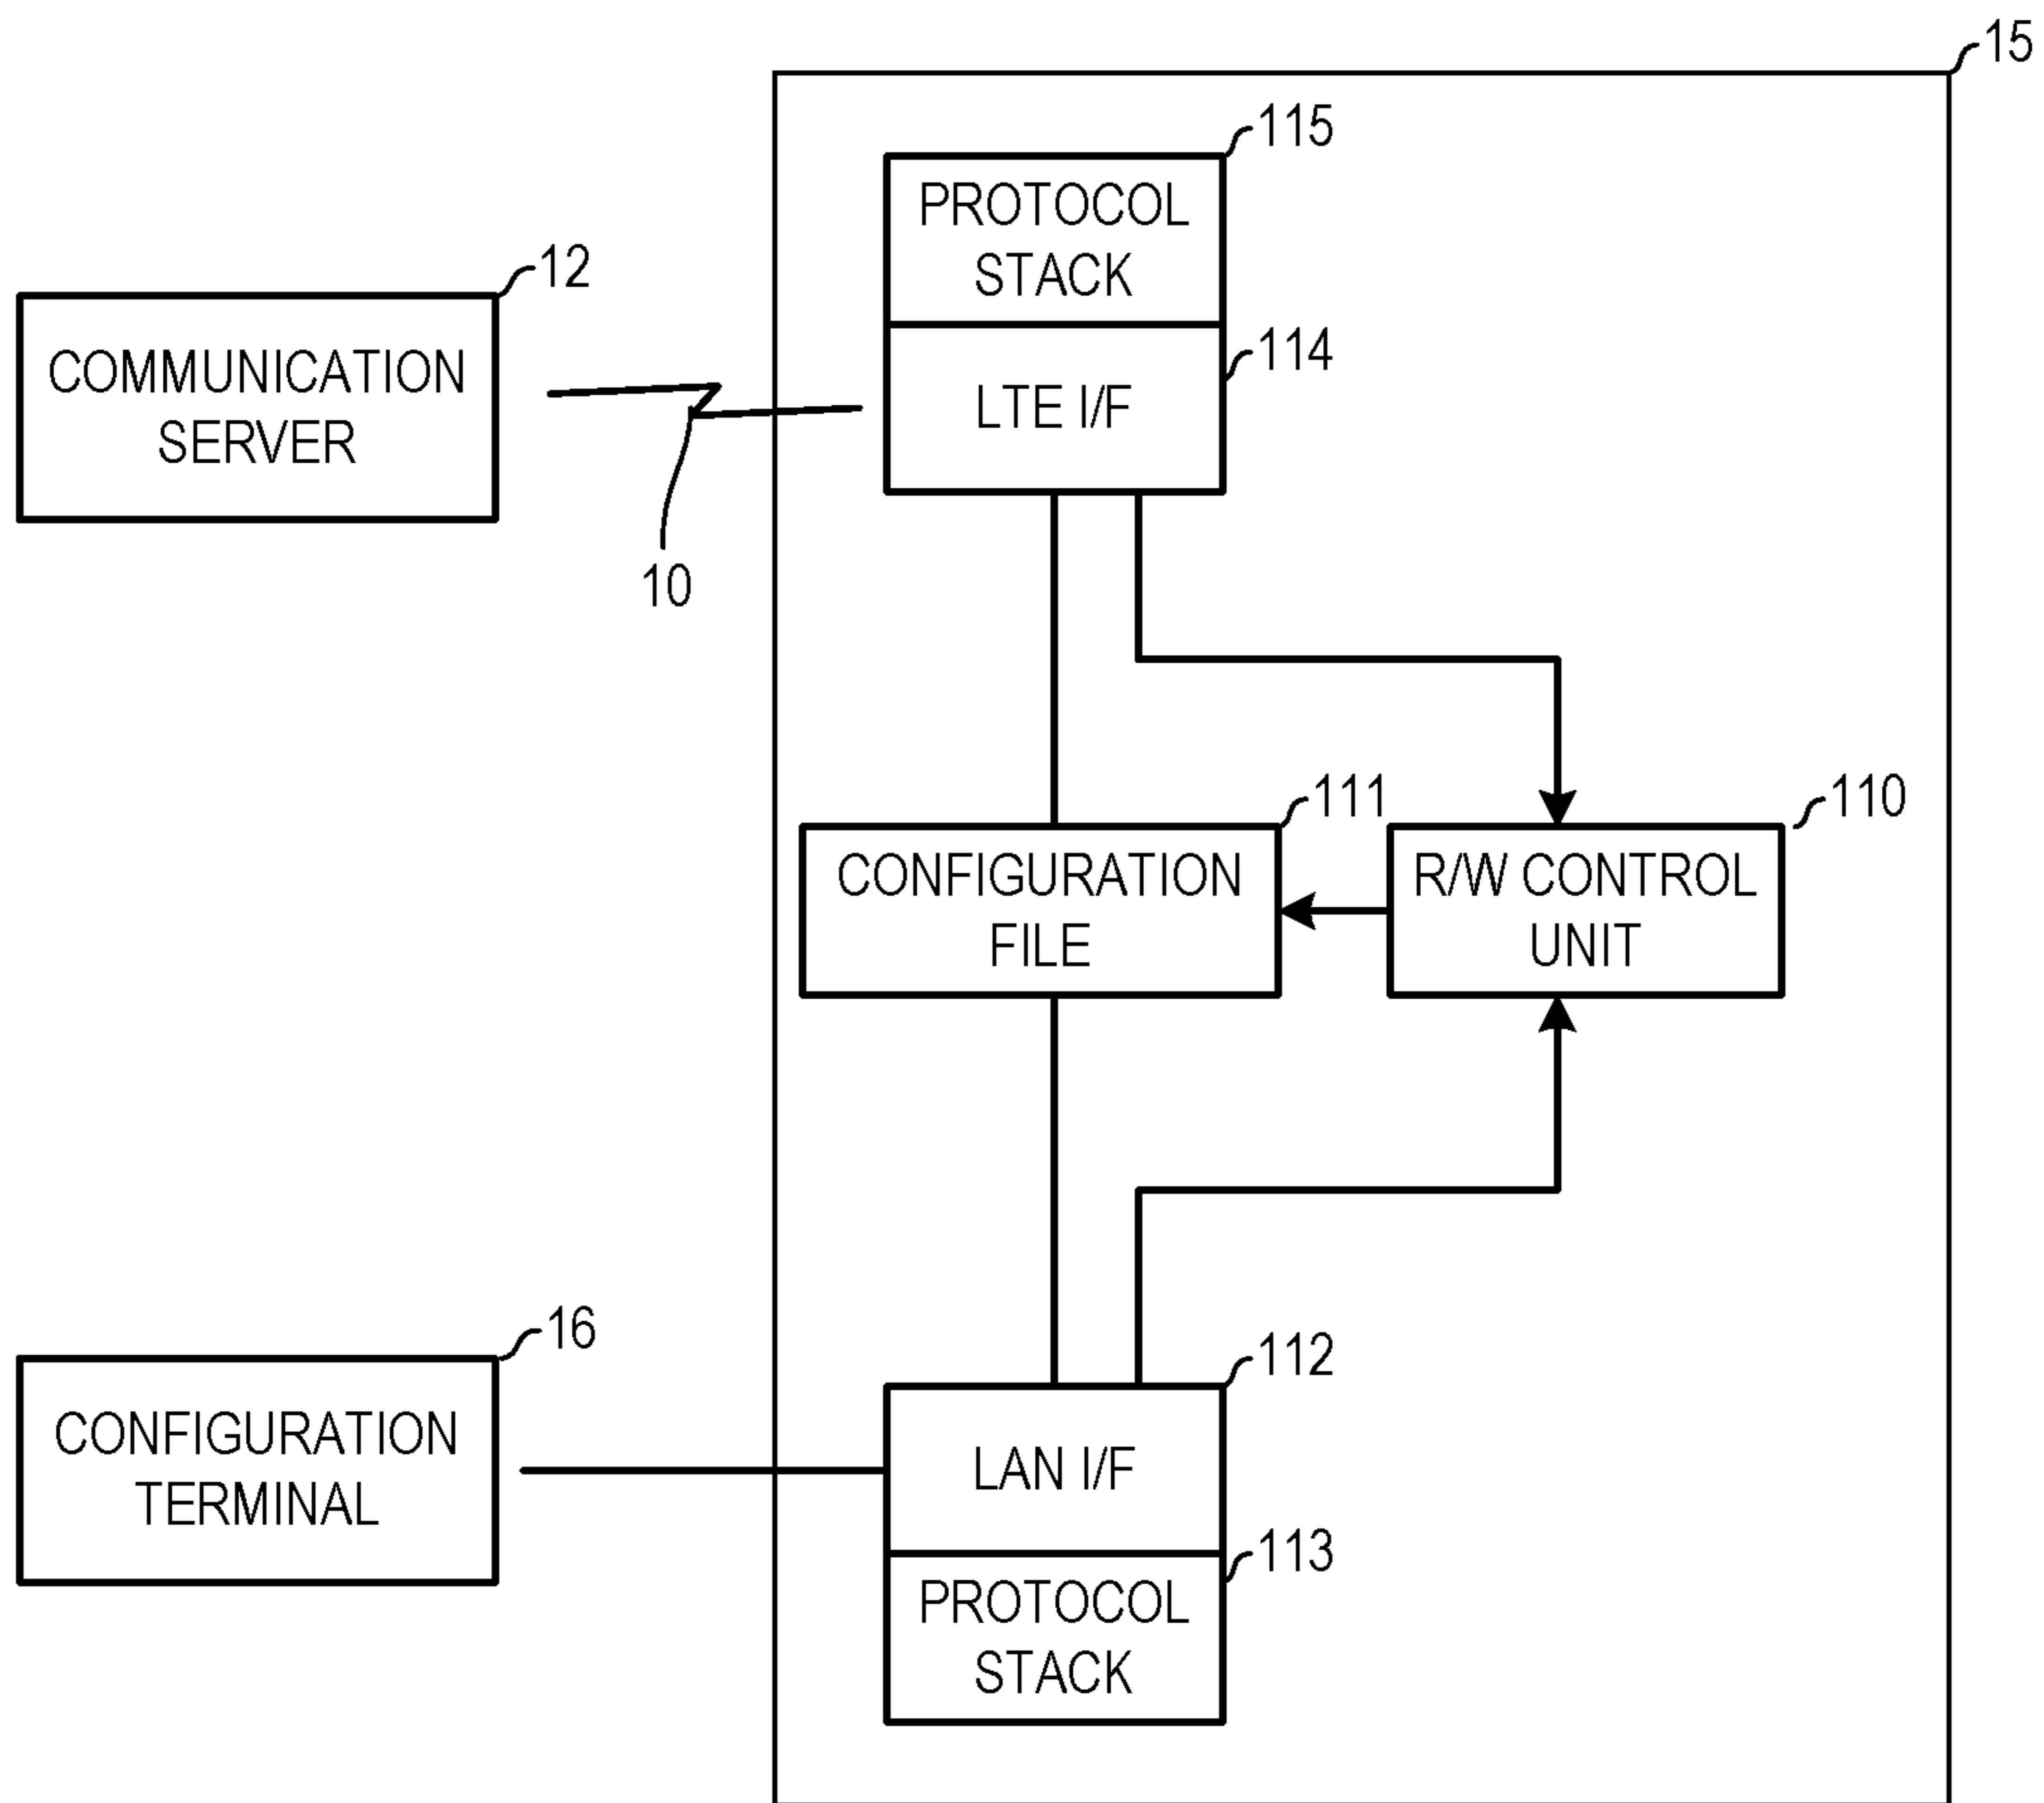 15
115
PROTOCOL
STACK
12
COMMUNICATION
SERVER
114
LTE I/F
10
111
CONFIGURATION
FILE
110
R/W CONTROL
UNIT
16
CONFIGURATION
TERMINAL
112
LAN I/F
113
PROTOCOL
STACK